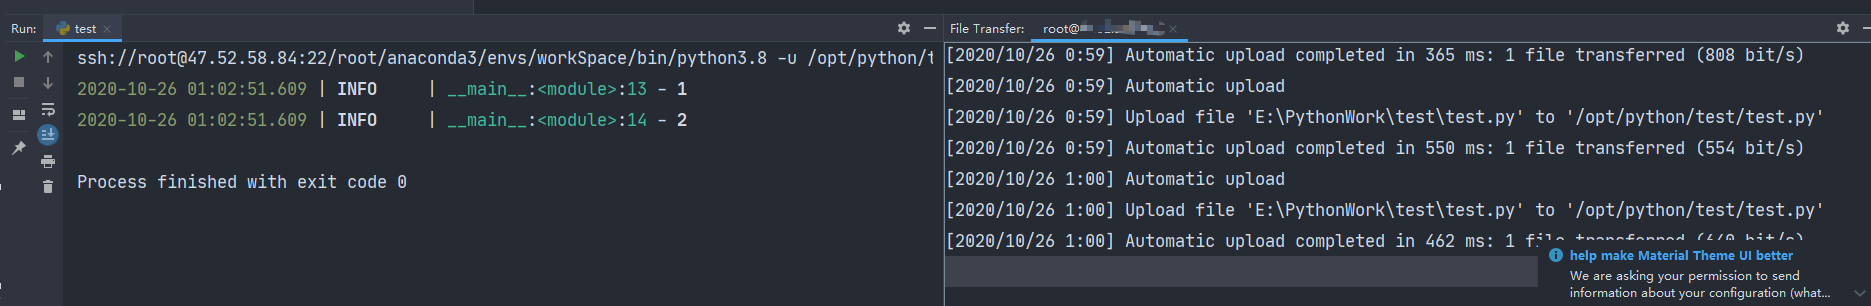 Run: test
ssh://root@47.52.58.84:22/root/anaconda3/envs/workSpace/bin/python3.8 -u /opt/python/t
2020-10-26 01:02:51.609 | INFO     | __main__:<module>:13 - 1
2020-10-26 01:02:51.609 | INFO     | __main__:<module>:14 - 2
Process finished with exit code 0
File Transfer: root@
[2020/10/26 0:59] Automatic upload completed in 365 ms: 1 file transferred (808 bit/s)
[2020/10/26 0:59] Automatic upload
[2020/10/26 0:59] Upload file 'E:\PythonWork\test\test.py' to '/opt/python/test/test.py'
[2020/10/26 0:59] Automatic upload completed in 550 ms: 1 file transferred (554 bit/s)
[2020/10/26 1:00] Automatic upload
[2020/10/26 1:00] Upload file 'E:\PythonWork\test\test.py' to '/opt/python/test/test.py'
[2020/10/26 1:00] Automatic upload completed in 462 ms: 1 file transferred (640 bit/s)
help make Material Theme UI better
We are asking your permission to send
information about your configuration (what...